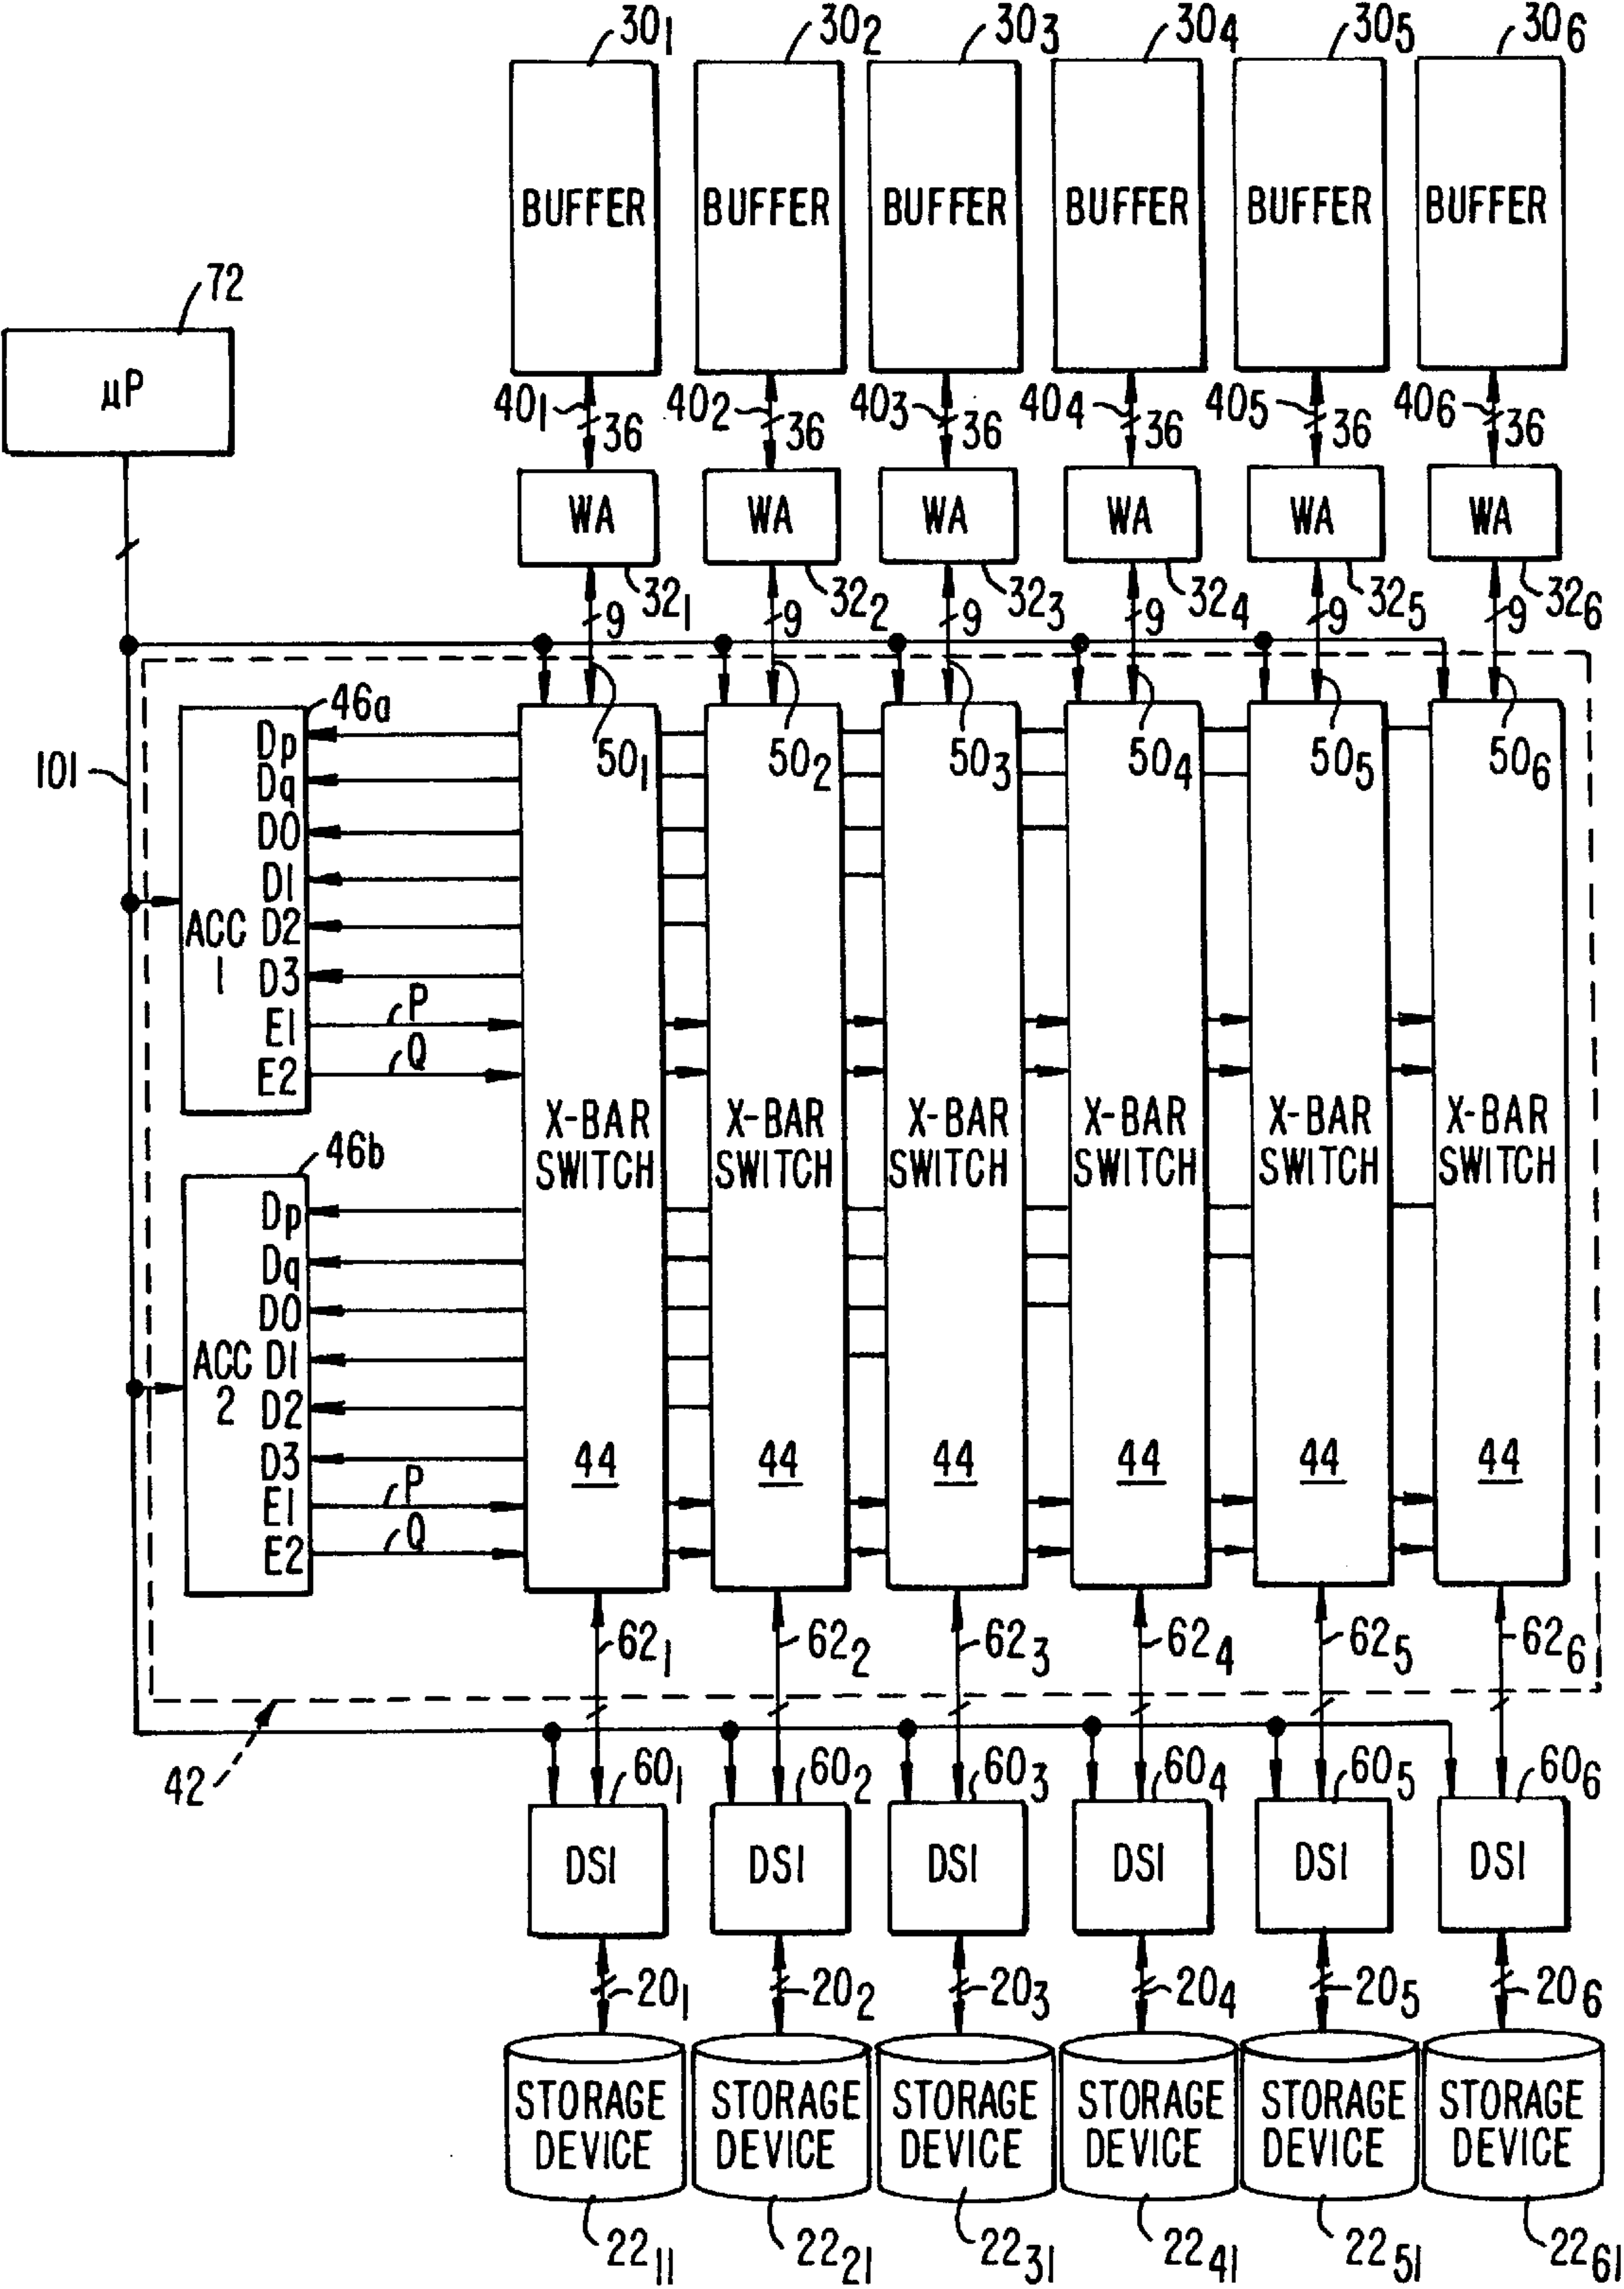 30₁ 30₂ 30₃ 30₄ 30₅ 30₆
BUFFER BUFFER BUFFER BUFFER BUFFER BUFFER
72
μP
40₁ 36 40₂ 36 40₃ 36 40₄ 36 40₅ 36 40₆ 36
WA WA WA WA WA WA
32₁ 32₂ 32₃ 32₄ 32₅ 32₆
9 9 9 9 9 9
46a
101
50₁ 50₂ 50₃ 50₄ 50₅ 50₆
Dp
Dq
D0
D1
ACC 1
D2
D3
E1 P
E2 Q
X-BAR SWITCH X-BAR SWITCH X-BAR SWITCH X-BAR SWITCH X-BAR SWITCH X-BAR SWITCH
46b
Dp
Dq
D0
ACC 2
D1
D2
D3
E1 P
E2 Q
44 44 44 44 44 44
62₁ 62₂ 62₃ 62₄ 62₅ 62₆
42
60₁ 60₂ 60₃ 60₄ 60₅ 60₆
DSI DSI DSI DSI DSI DSI
20₁ 20₂ 20₃ 20₄ 20₅ 20₆
STORAGE DEVICE STORAGE DEVICE STORAGE DEVICE STORAGE DEVICE STORAGE DEVICE STORAGE DEVICE
22₁₁ 22₂₁ 22₃₁ 22₄₁ 22₅₁ 22₆₁